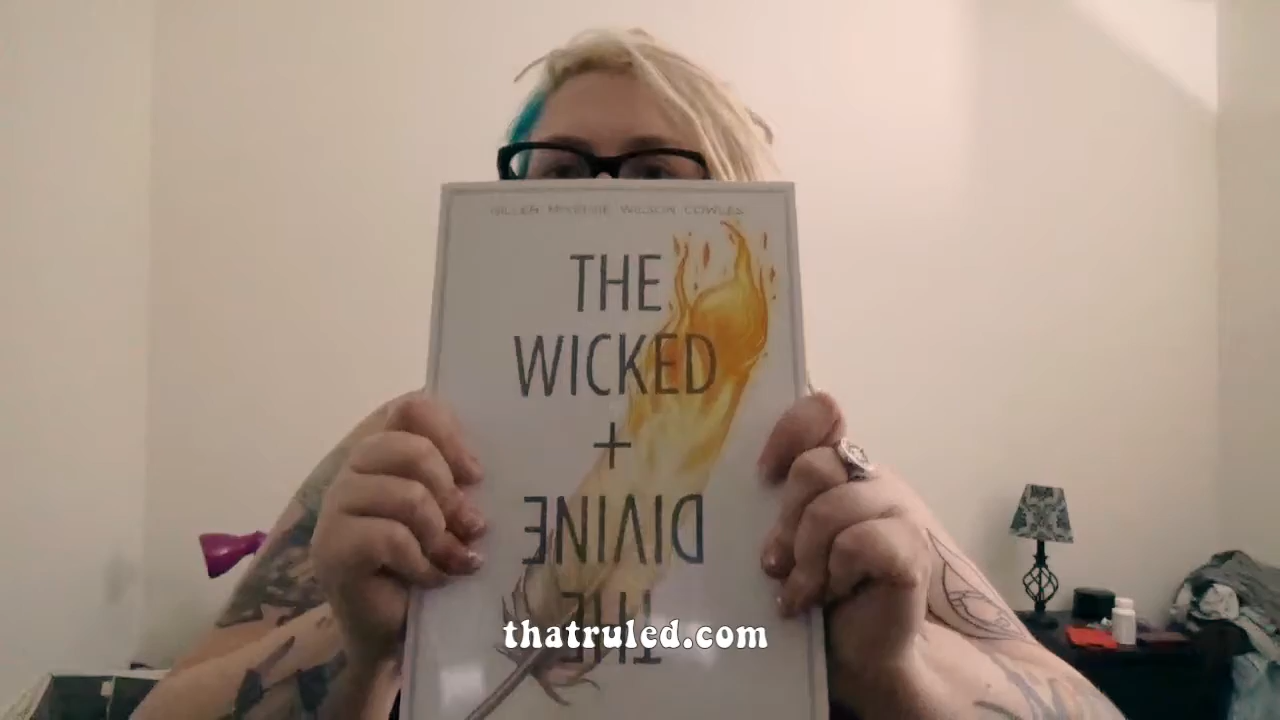 GILLEN McKELVIE WILSON COWLES
THE
WICKED
+
DIVINE
THE
thatruled.com